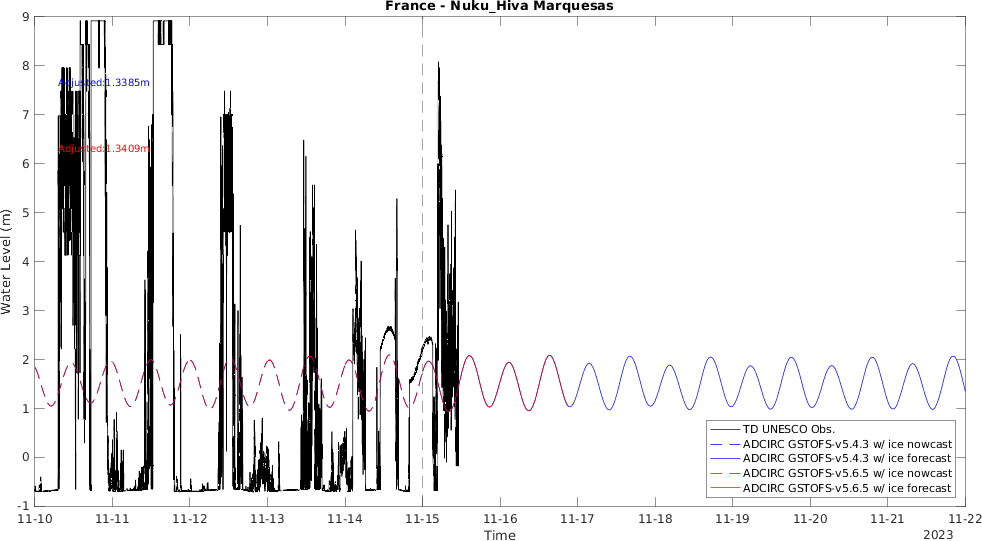 France - Nuku_Hiva Marquesas
9
8
Adjusted:1.3385m
7
Adjusted:1.3409m
6
5
4
3
2
1
0
-1
Water Level (m)
TD UNESCO Obs.
ADCIRC GSTOFS-v5.4.3 w/ ice nowcast
ADCIRC GSTOFS-v5.4.3 w/ ice forecast
ADCIRC GSTOFS-v5.6.5 w/ ice nowcast
ADCIRC GSTOFS-v5.6.5 w/ ice forecast
11-10 11-11 11-12 11-13 11-14 11-15 11-16 11-17 11-18 11-19 11-20 11-21 11-22
Time
2023